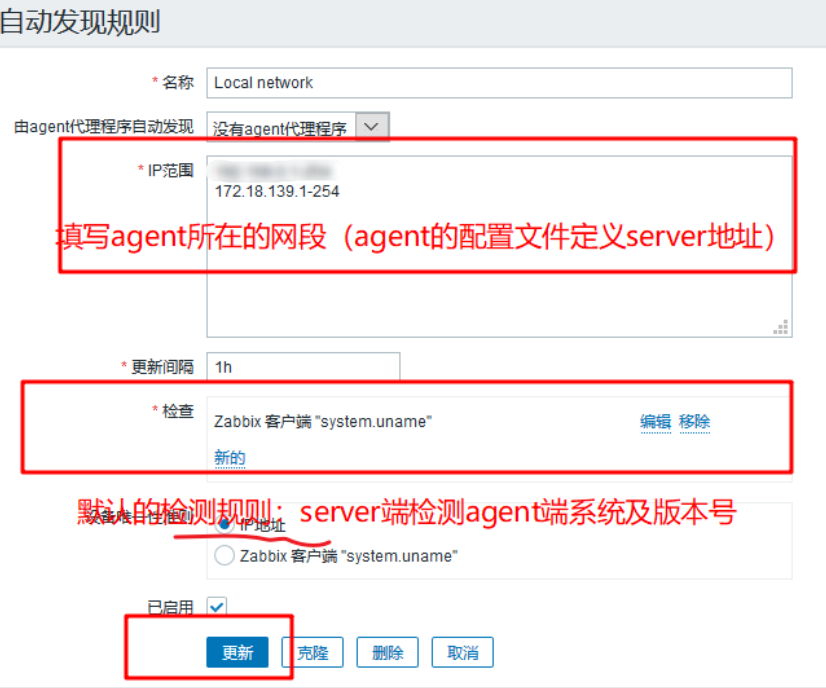 自动发现规则
* 名称 Local network
由agent代理程序自动发现 没有agent代理程序
* IP范围
172.18.139.1-254
填写agent所在的网段（agent的配置文件定义server地址）
* 更新间隔 1h
* 检查 Zabbix 客户端 "system.uname" 编辑 移除
新的
默认的检测规则；server端检测agent端系统及版本号
IP地址
Zabbix 客户端 "system.uname"
已启用
更新 克隆 删除 取消